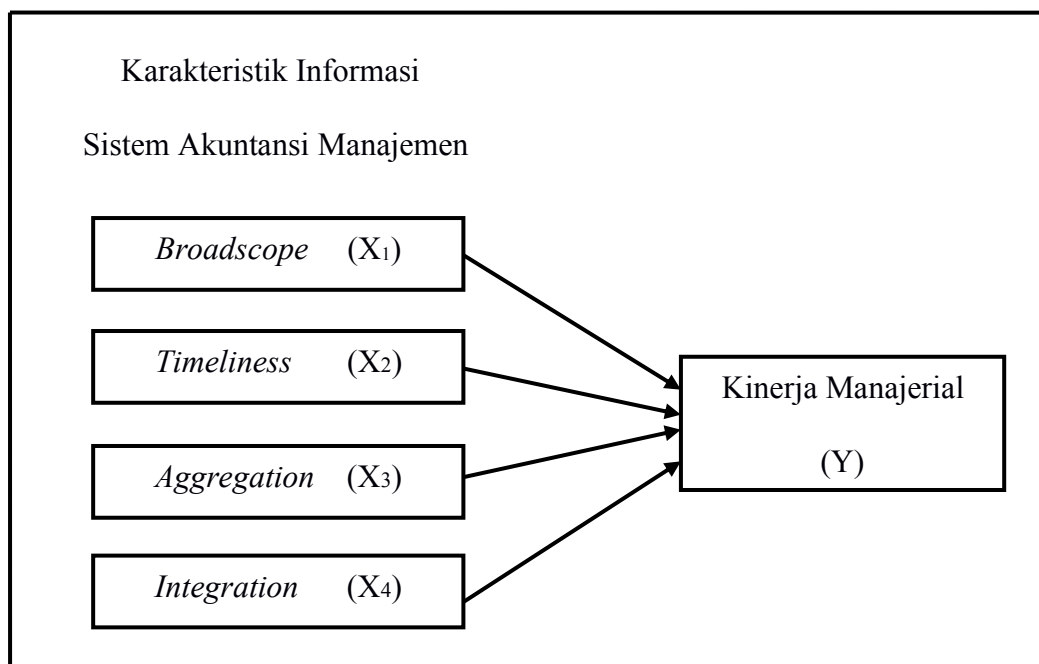 Karakteristik Informasi
Sistem Akuntansi Manajemen
Broadscope (X1)
Timeliness (X2)
Kinerja Manajerial
(Y)
Aggregation (X3)
Integration (X4)